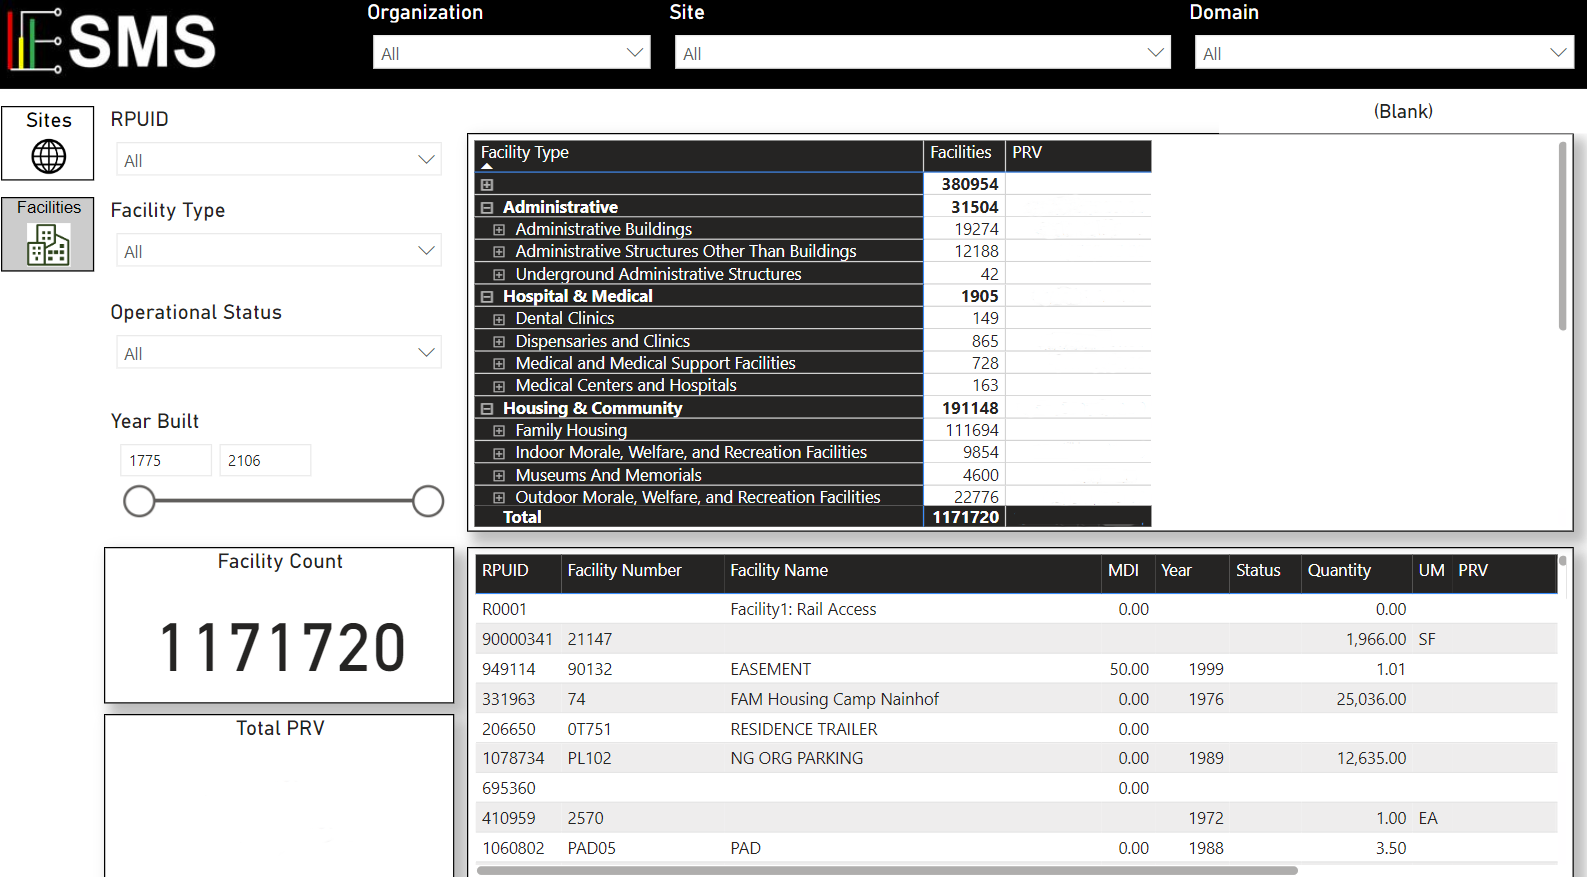 ESMS
Organization Site Domain
All All All
(Blank)
Sites
Facilities
RPUID
All
Facility Type
All
Operational Status
All
Year Built
1775 2106
Facility Type Facilities PRV
380954
Administrative 31504
Administrative Buildings 19274
Administrative Structures Other Than Buildings 12188
Underground Administrative Structures 42
Hospital & Medical 1905
Dental Clinics 149
Dispensaries and Clinics 865
Medical and Medical Support Facilities 728
Medical Centers and Hospitals 163
Housing & Community 191148
Family Housing 111694
Indoor Morale, Welfare, and Recreation Facilities 9854
Museums And Memorials 4600
Outdoor Morale, Welfare, and Recreation Facilities 22776
Total 1171720
Facility Count
1171720
Total PRV
RPUID Facility Number Facility Name MDI Year Status Quantity UM PRV
R0001 Facility1: Rail Access 0.00 0.00
90000341 21147 1,966.00 SF
949114 90132 EASEMENT 50.00 1999 1.01
331963 74 FAM Housing Camp Nainhof 0.00 1976 25,036.00
206650 0T751 RESIDENCE TRAILER 0.00
1078734 PL102 NG ORG PARKING 0.00 1989 12,635.00
695360 0.00
410959 2570 1972 1.00 EA
1060802 PAD05 PAD 0.00 1988 3.50